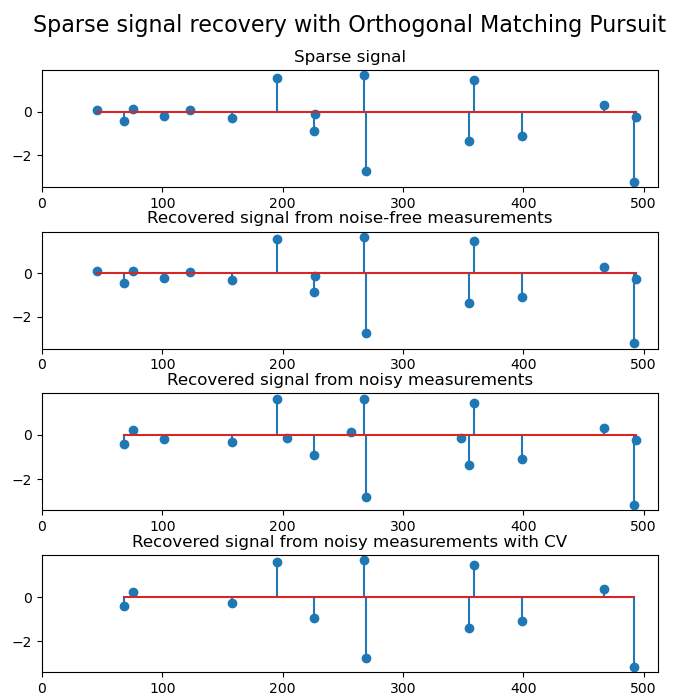 Sparse signal recovery with Orthogonal Matching Pursuit
Sparse signal
0
−2
0 100 200 300 400 500
Recovered signal from noise-free measurements
0
−2
0 100 200 300 400 500
Recovered signal from noisy measurements
0
−2
0 100 200 300 400 500
Recovered signal from noisy measurements with CV
0
−2
0 100 200 300 400 500